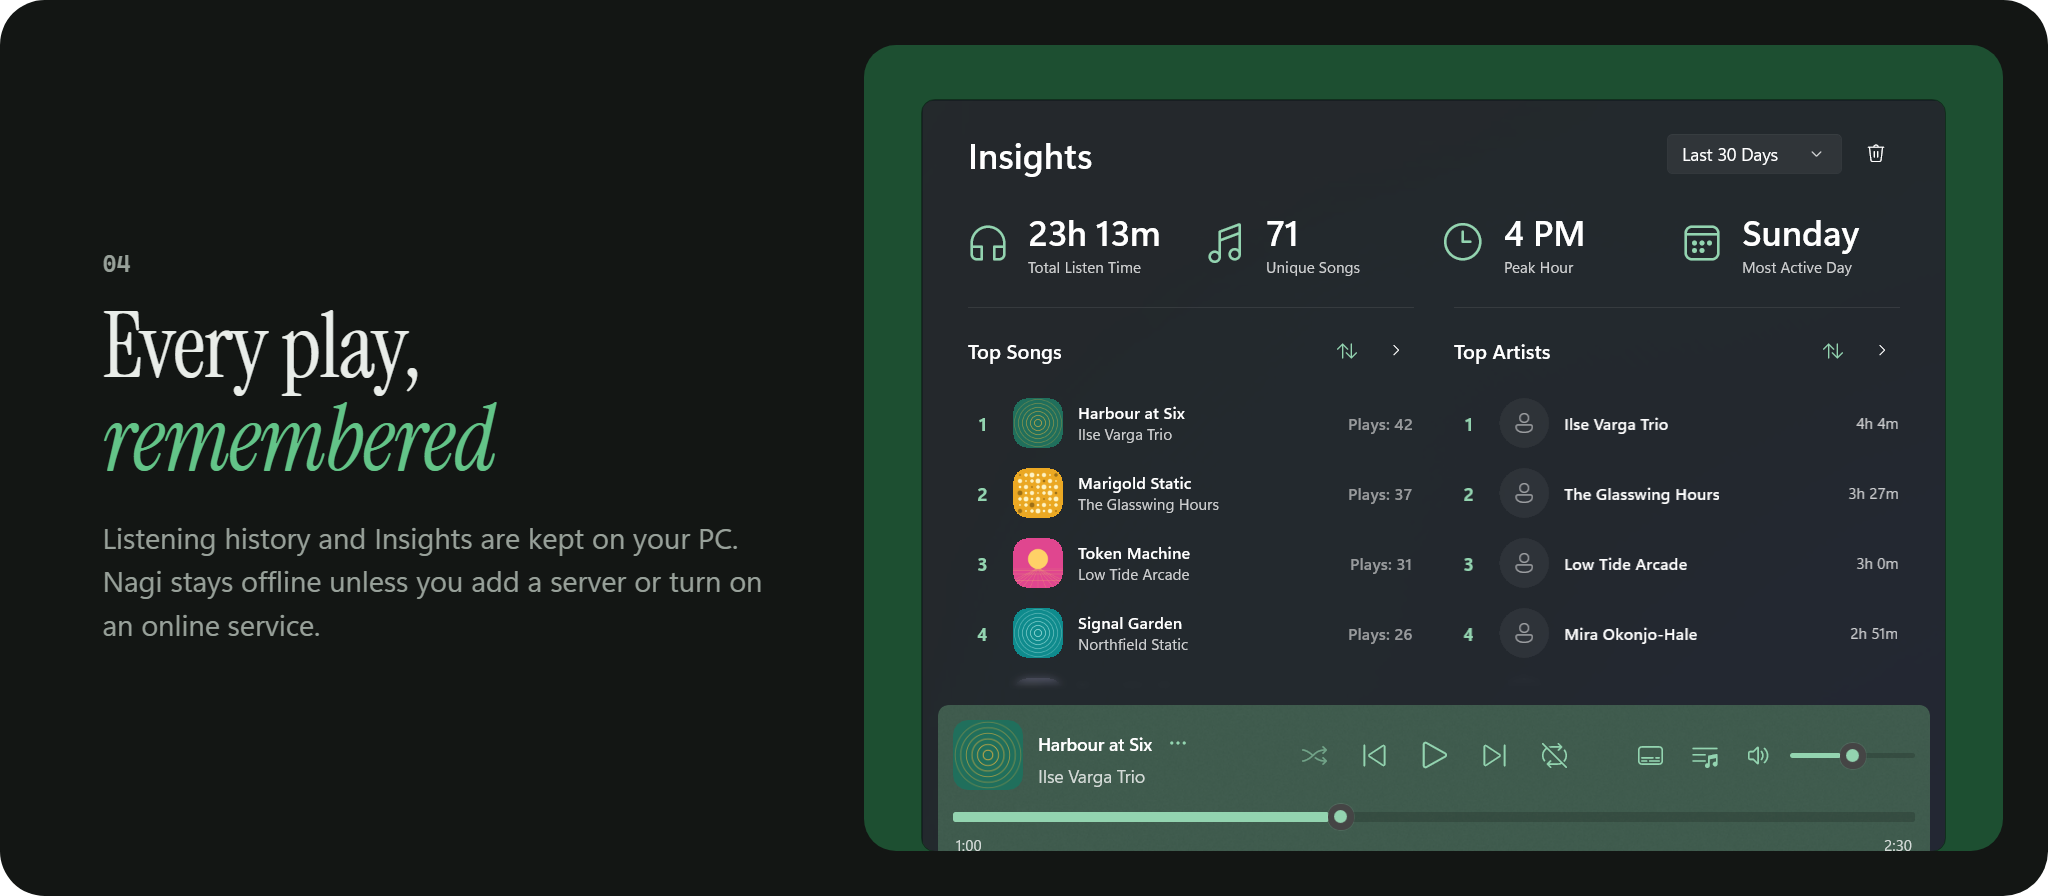 04
Every play,
remembered
Listening history and Insights are kept on your PC.
Nagi stays offline unless you add a server or turn on
an online service.
Insights
Last 30 Days
23h 13m
Total Listen Time
71
Unique Songs
4 PM
Peak Hour
Sunday
Most Active Day
Top Songs
1
Harbour at Six
Ilse Varga Trio
Plays: 42
2
Marigold Static
The Glasswing Hours
Plays: 37
3
Token Machine
Low Tide Arcade
Plays: 31
4
Signal Garden
Northfield Static
Plays: 26
Top Artists
1
Ilse Varga Trio
4h 4m
2
The Glasswing Hours
3h 27m
3
Low Tide Arcade
3h 0m
4
Mira Okonjo-Hale
2h 51m
Harbour at Six
Ilse Varga Trio
1:00
2:30